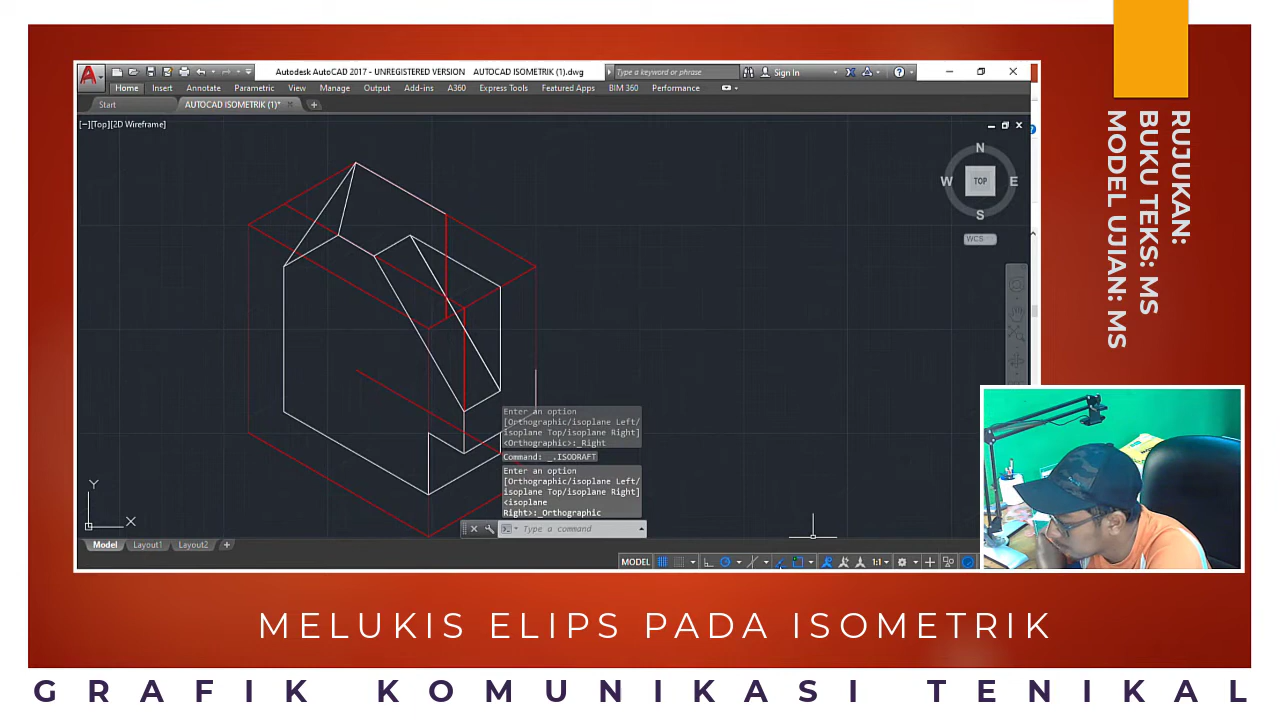 Autodesk AutoCAD 2017 - UNREGISTERED VERSION AUTOCAD ISOMETRIK (1).dwg
Type a keyword or phrase
Sign In
Home Insert Annotate Parametric View Manage Output Add-ins A360 Express Tools Featured Apps BIM 360 Performance
Start
AUTOCAD ISOMETRIK (1)*
[−][Top][2D Wireframe]
N
W TOP E
S
WCS
RUJUKAN:
BUKU TEKS: MS
MODEL UJIAN: MS
Enter an option
[Orthographic/isoplane Left/
isoplane Top/isoplane Right]
<Orthographic>:_Right
Command: _.ISODRAFT
Enter an option
[Orthographic/isoplane Left/
isoplane Top/isoplane Right]
<isoplane
Right>:_Orthographic
Type a command
Y
X
Model Layout1 Layout2
MODEL
1:1
MELUKIS ELIPS PADA ISOMETRIK
GRAFIK KOMUNIKASI TENIKAL